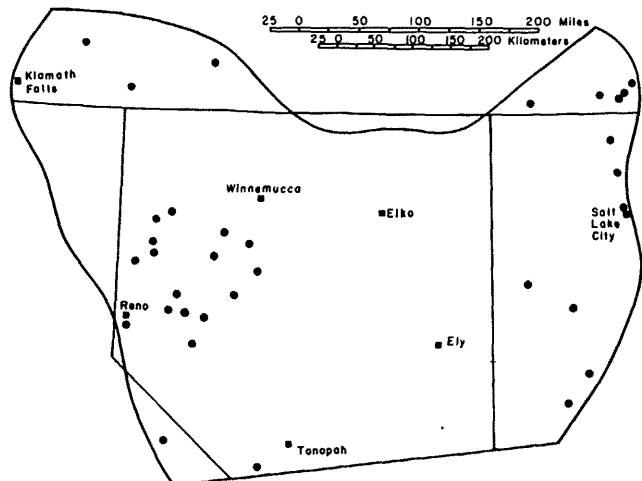 25 0 50 100 150 200 Miles
25 0 50 100 150 200 Kilometers
Klamath
Falls
Winnemucca
Elko
Salt
Lake
City
Reno
Ely
Tonopah